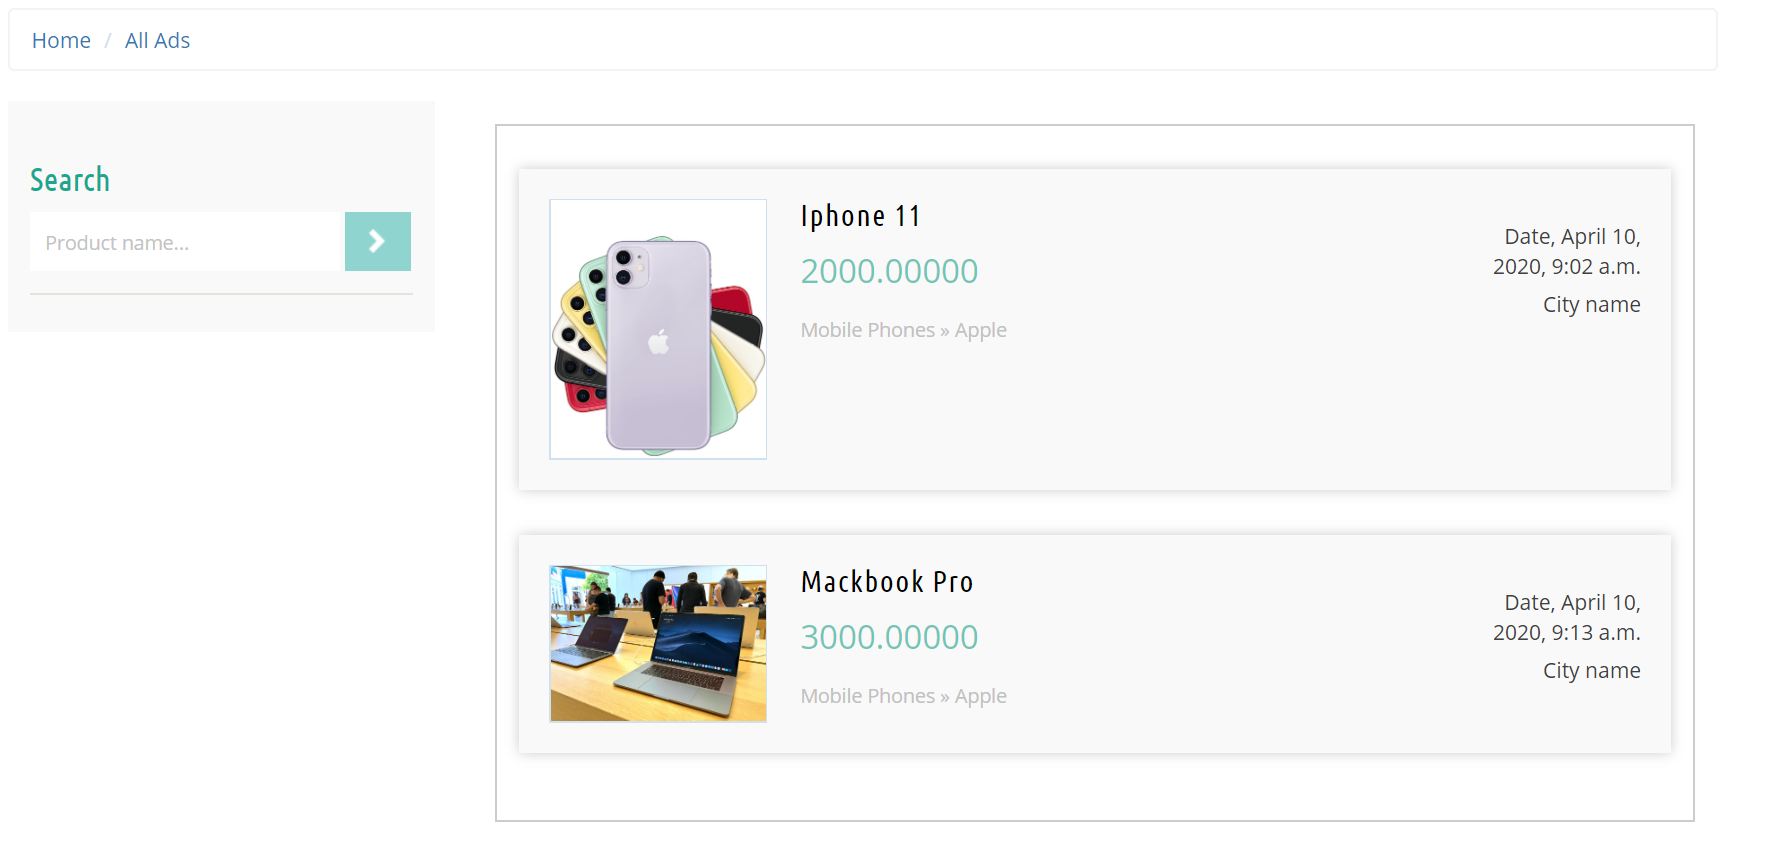 Home / All Ads
Search
Product name...
Iphone 11
2000.00000
Mobile Phones » Apple
Date, April 10,
2020, 9:02 a.m.
City name
Mackbook Pro
3000.00000
Mobile Phones » Apple
Date, April 10,
2020, 9:13 a.m.
City name